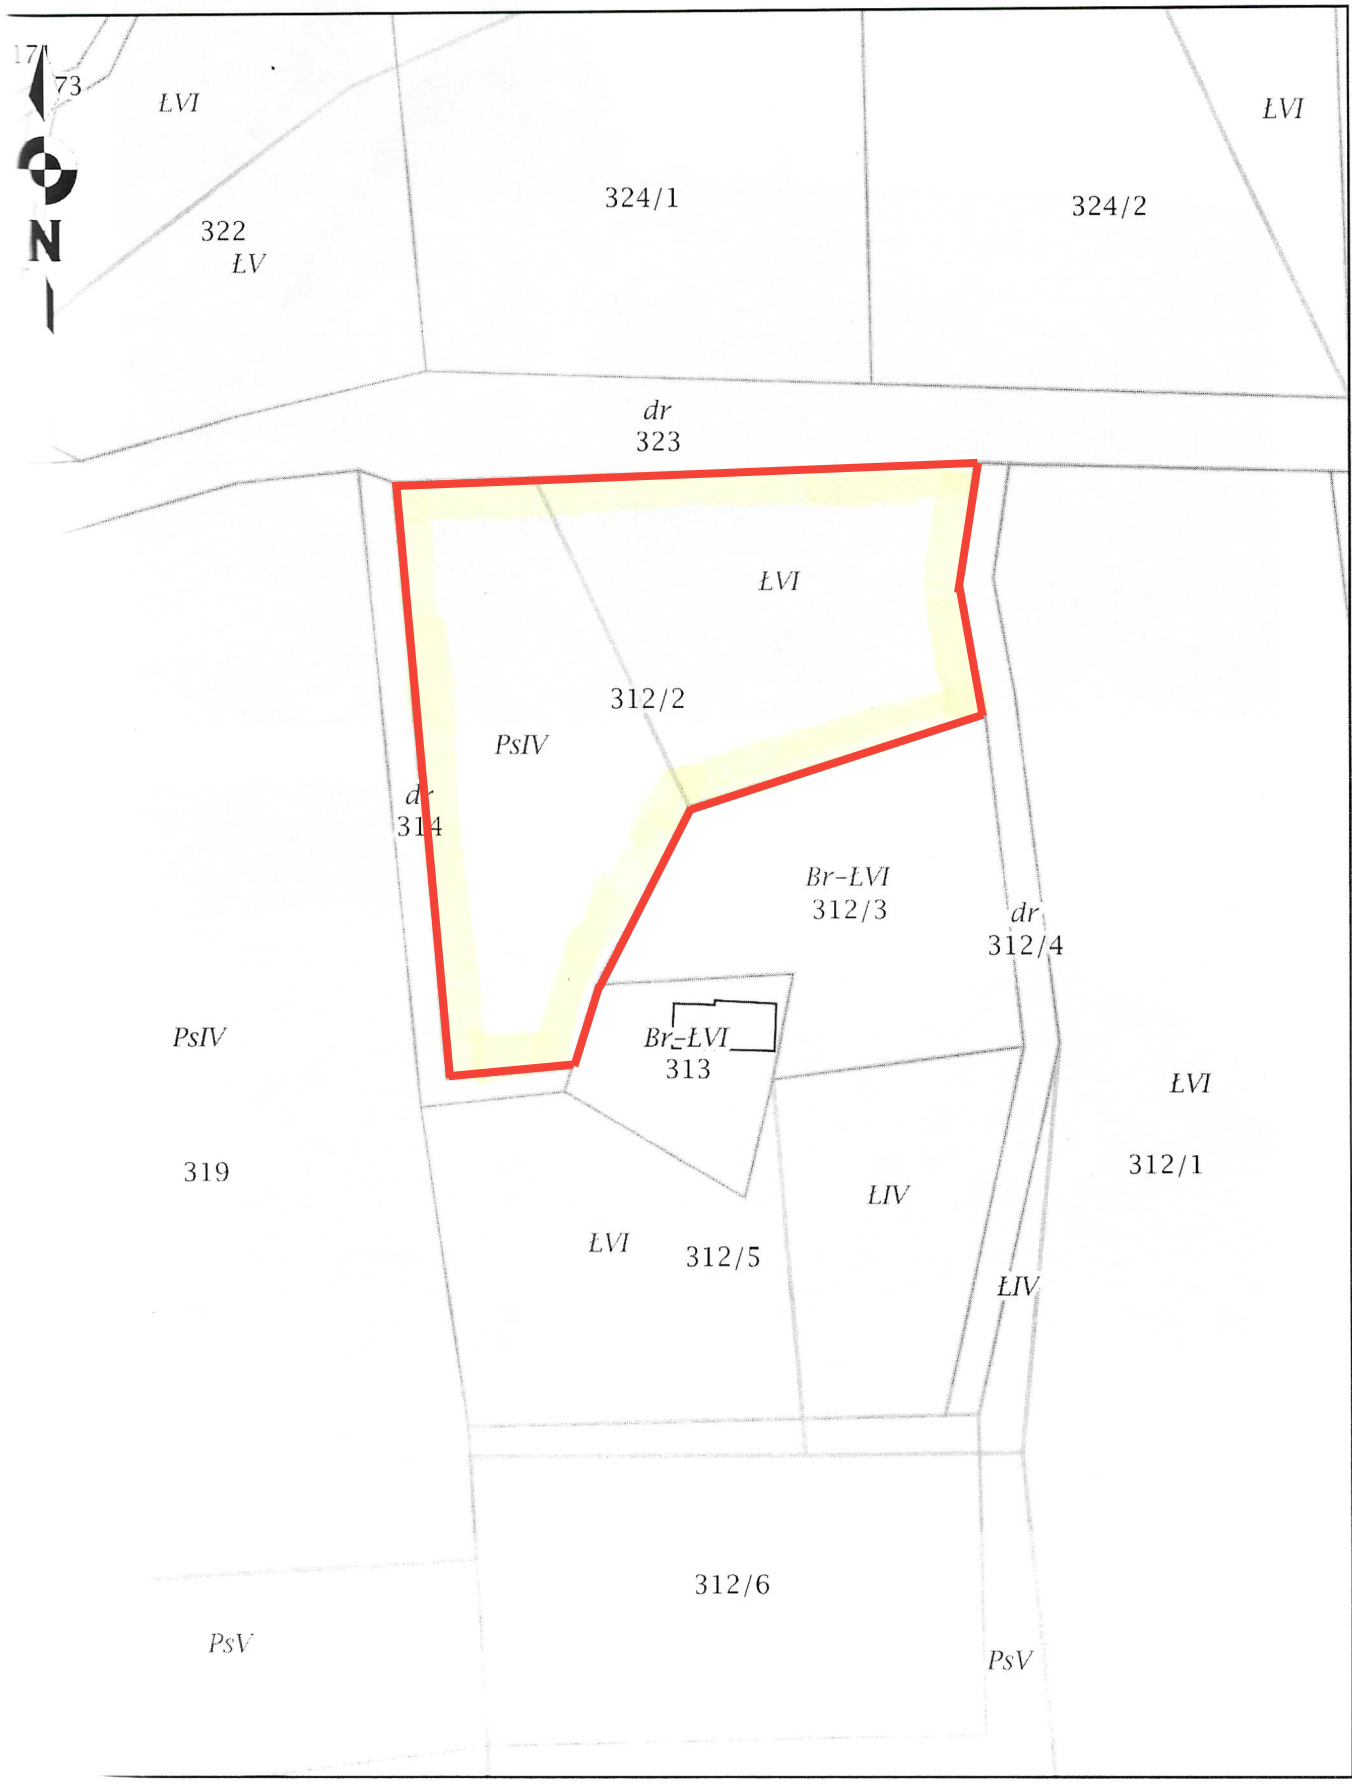 17
73
ŁVI
ŁVI
324/1
324/2
322
ŁV
N
dr
323
ŁVI
312/2
PsIV
dr
314
Br-ŁVI
312/3
dr
312/4
PsIV
Br-ŁVI
313
ŁVI
319
312/1
ŁIV
ŁVI
312/5
ŁIV
312/6
PsV
PsV